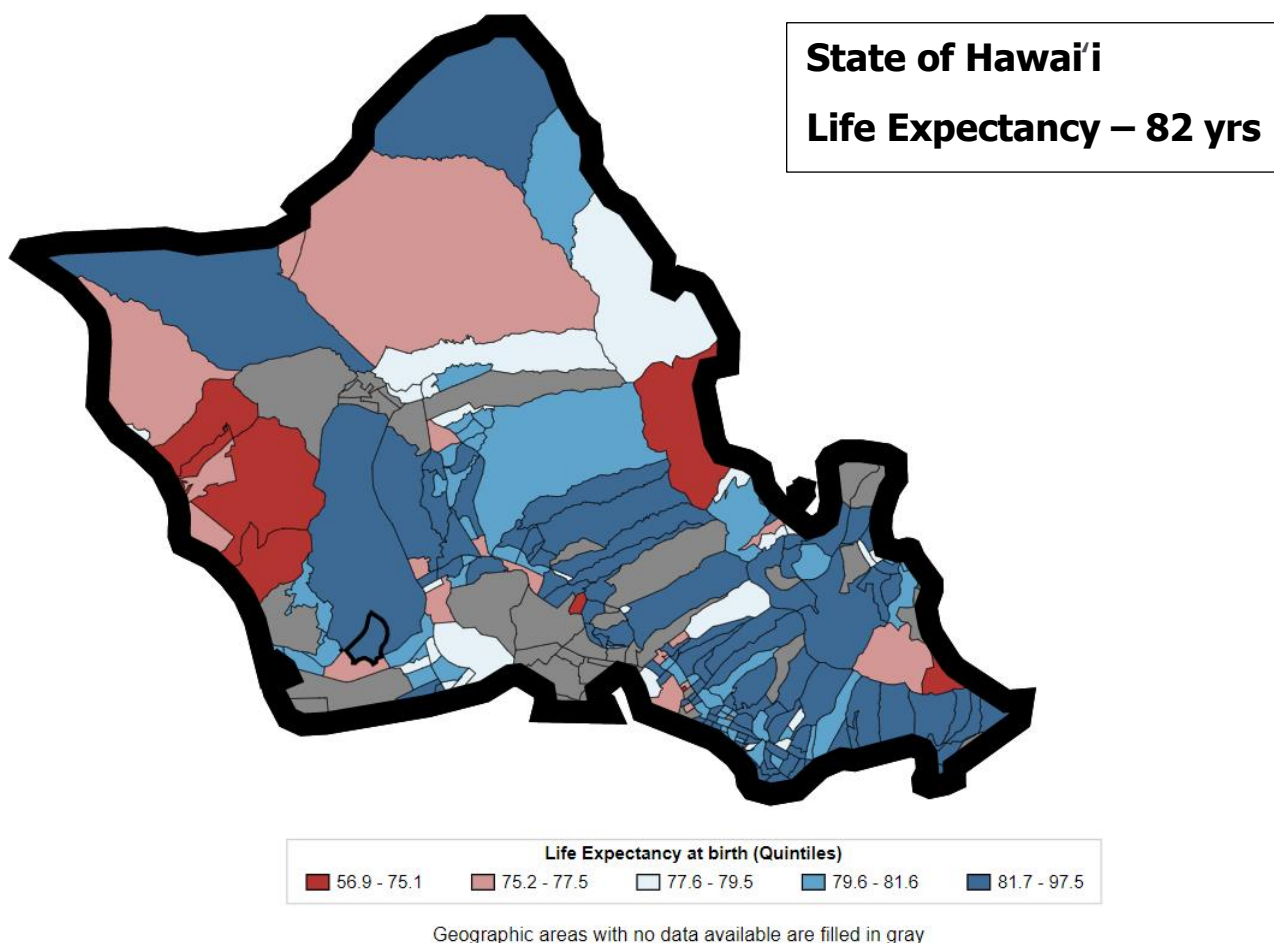 State of Hawaiʻi
Life Expectancy – 82 yrs
Life Expectancy at birth (Quintiles)
56.9 - 75.1 75.2 - 77.5 77.6 - 79.5 79.6 - 81.6 81.7 - 97.5
Geographic areas with no data available are filled in gray